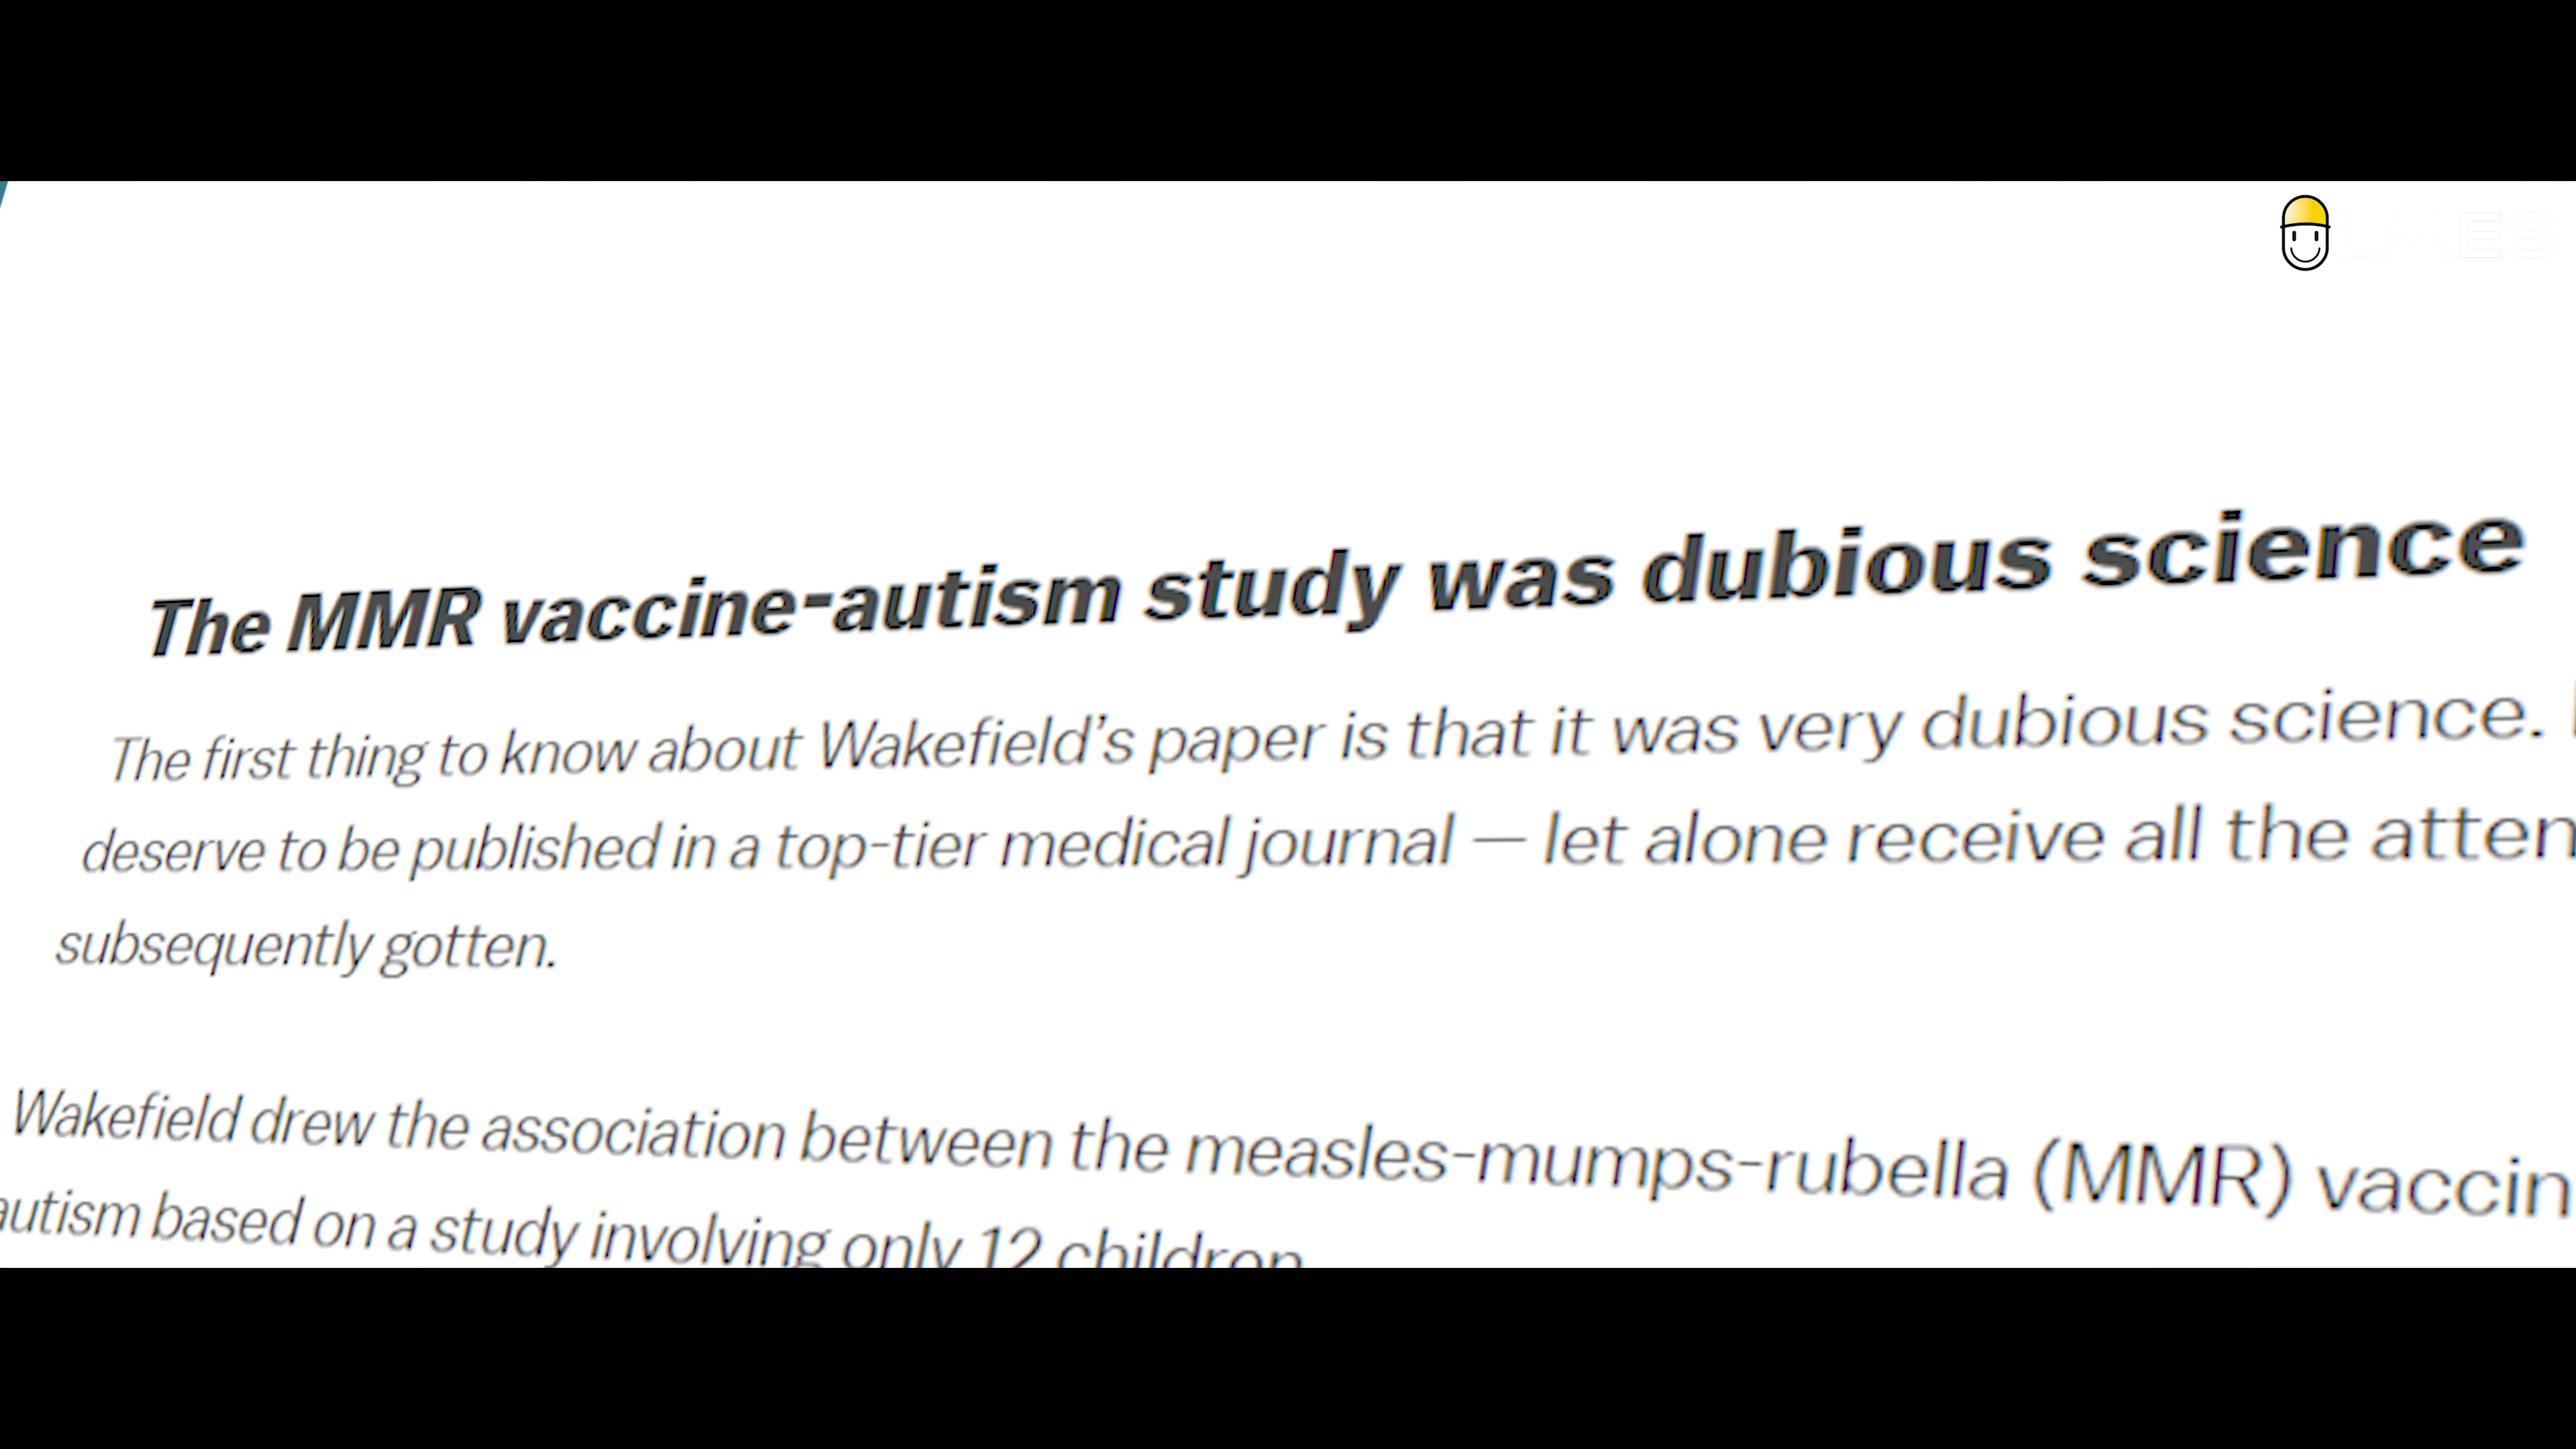 ES
The MMR vaccine-autism study was dubious science
The first thing to know about Wakefield's paper is that it was very dubious science.
deserve to be published in a top-tier medical journal — let alone receive all the atten
subsequently gotten.
Wakefield drew the association between the measles-mumps-rubella (MMR) vaccin
autism based on a study involving only 12 children